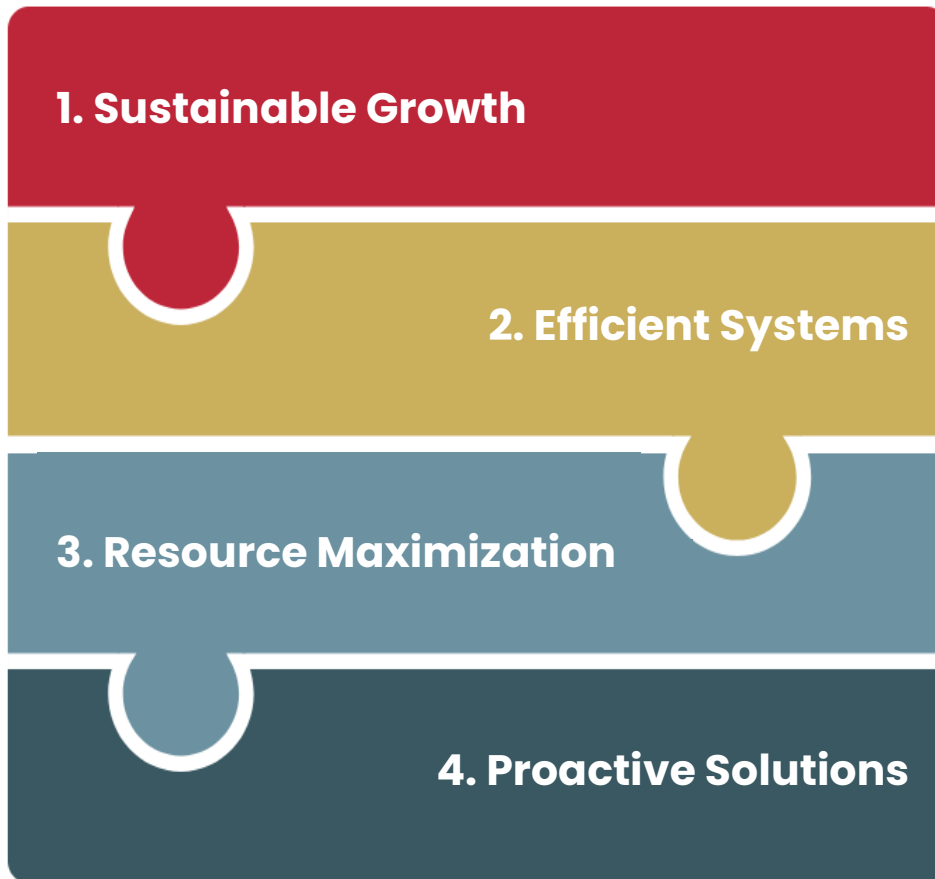 1. Sustainable Growth
2. Efficient Systems
3. Resource Maximization
4. Proactive Solutions